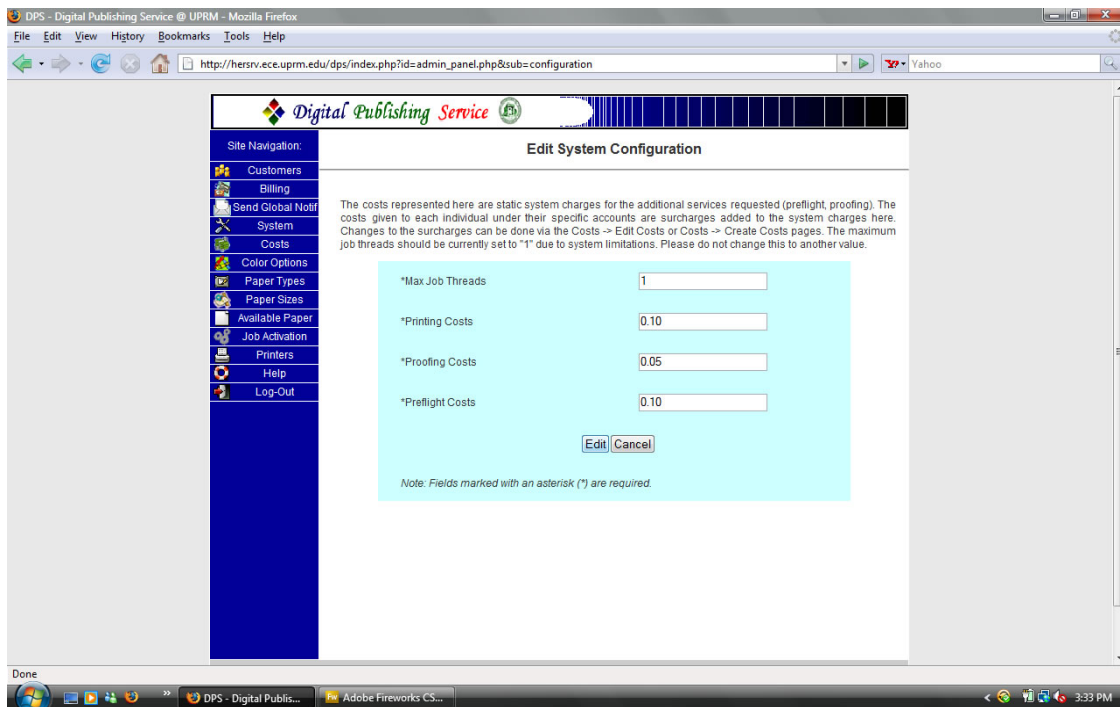 DPS - Digital Publishing Service @ UPRM - Mozilla Firefox
File Edit View History Bookmarks Tools Help
http://hersrv.ece.uprm.edu/dps/index.php?id=admin_panel.php&sub=configuration
Yahoo
Digital Publishing Service
Site Navigation:
Customers
Billing
Send Global Notif
System
Costs
Color Options
Paper Types
Paper Sizes
Available Paper
Job Activation
Printers
Help
Log-Out
Edit System Configuration
The costs represented here are static system charges for the additional services requested (preflight, proofing). The
costs given to each individual under their specific accounts are surcharges added to the system charges here.
Changes to the surcharges can be done via the Costs -> Edit Costs or Costs -> Create Costs pages. The maximum
job threads should be currently set to "1" due to system limitations. Please do not change this to another value.
*Max Job Threads 1
*Printing Costs 0.10
*Proofing Costs 0.05
*Preflight Costs 0.10
Edit Cancel
Note: Fields marked with an asterisk (*) are required.
Done
DPS - Digital Publis... Adobe Fireworks CS... 3:33 PM